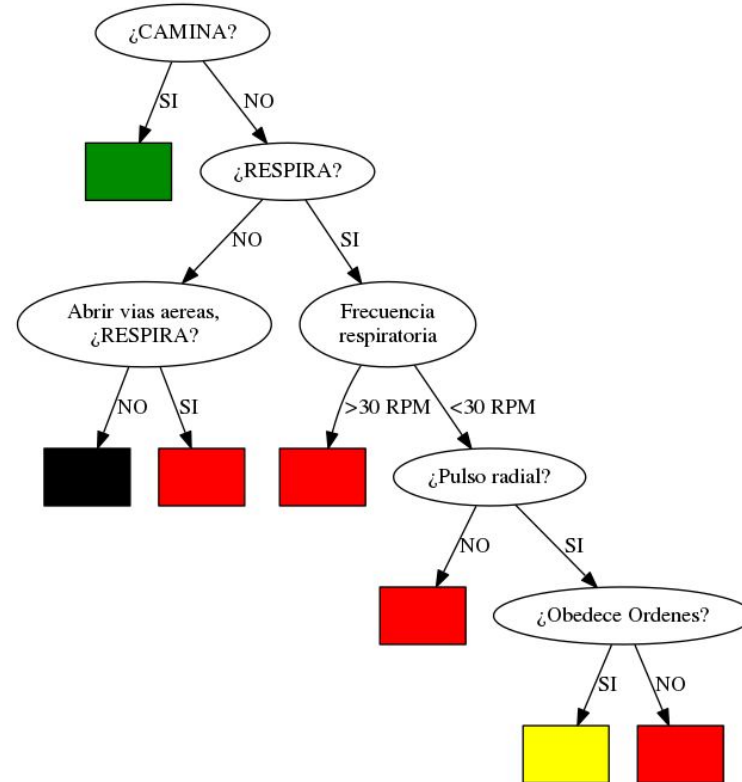 ¿CAMINA?
SI
NO
¿RESPIRA?
NO
SI
Abrir vias aereas,
¿RESPIRA?
Frecuencia
respiratoria
NO
SI
>30 RPM
<30 RPM
¿Pulso radial?
NO
SI
¿Obedece Ordenes?
SI
NO